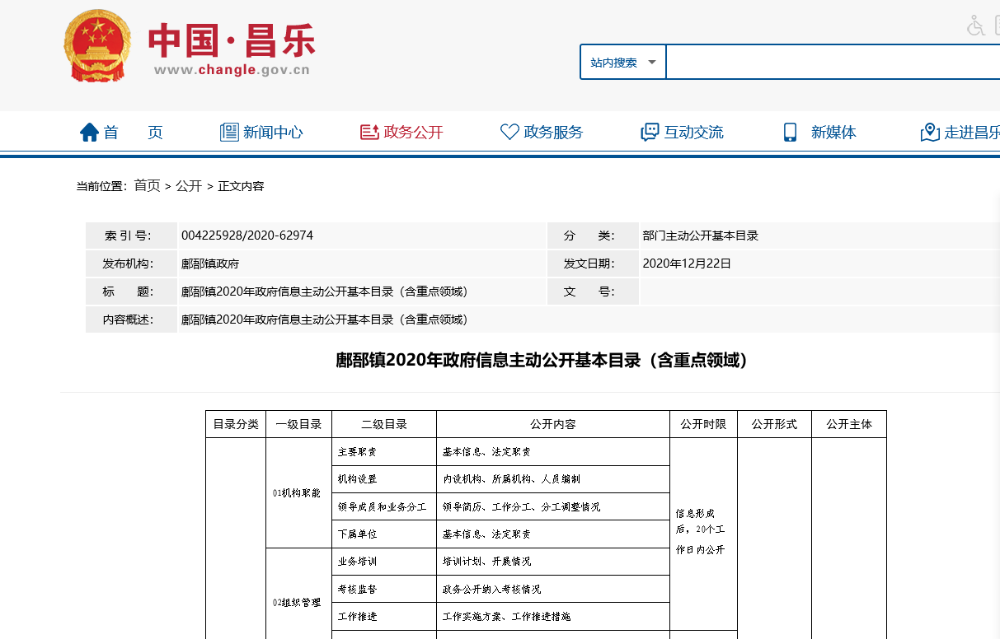 中国·昌乐
www.changle.gov.cn
站内搜索
首 页 新闻中心 政务公开 政务服务 互动交流 新媒体 走进昌乐
当前位置：首页 > 公开 > 正文内容
索 引 号： 004225928/2020-62974 分 类： 部门主动公开基本目录
发布机构： 鄌郚镇政府 发文日期： 2020年12月22日
标 题： 鄌郚镇2020年政府信息主动公开基本目录（含重点领域） 文 号：
内容概述： 鄌郚镇2020年政府信息主动公开基本目录（含重点领域）
鄌郚镇2020年政府信息主动公开基本目录（含重点领域）
目录分类 一级目录 二级目录 公开内容 公开时限 公开形式 公开主体
主要职责 基本信息、法定职责
机构设置 内设机构、所属机构、人员编制
01机构职能
领导成员和业务分工 领导简历、工作分工、分工调整情况
信息形成
后，20个工
作日内公开
下属单位 基本信息、法定职责
业务培训 培训计划、开展情况
考核监督 政务公开纳入考核情况
02组织管理
工作推进 工作实施方案、工作推进措施